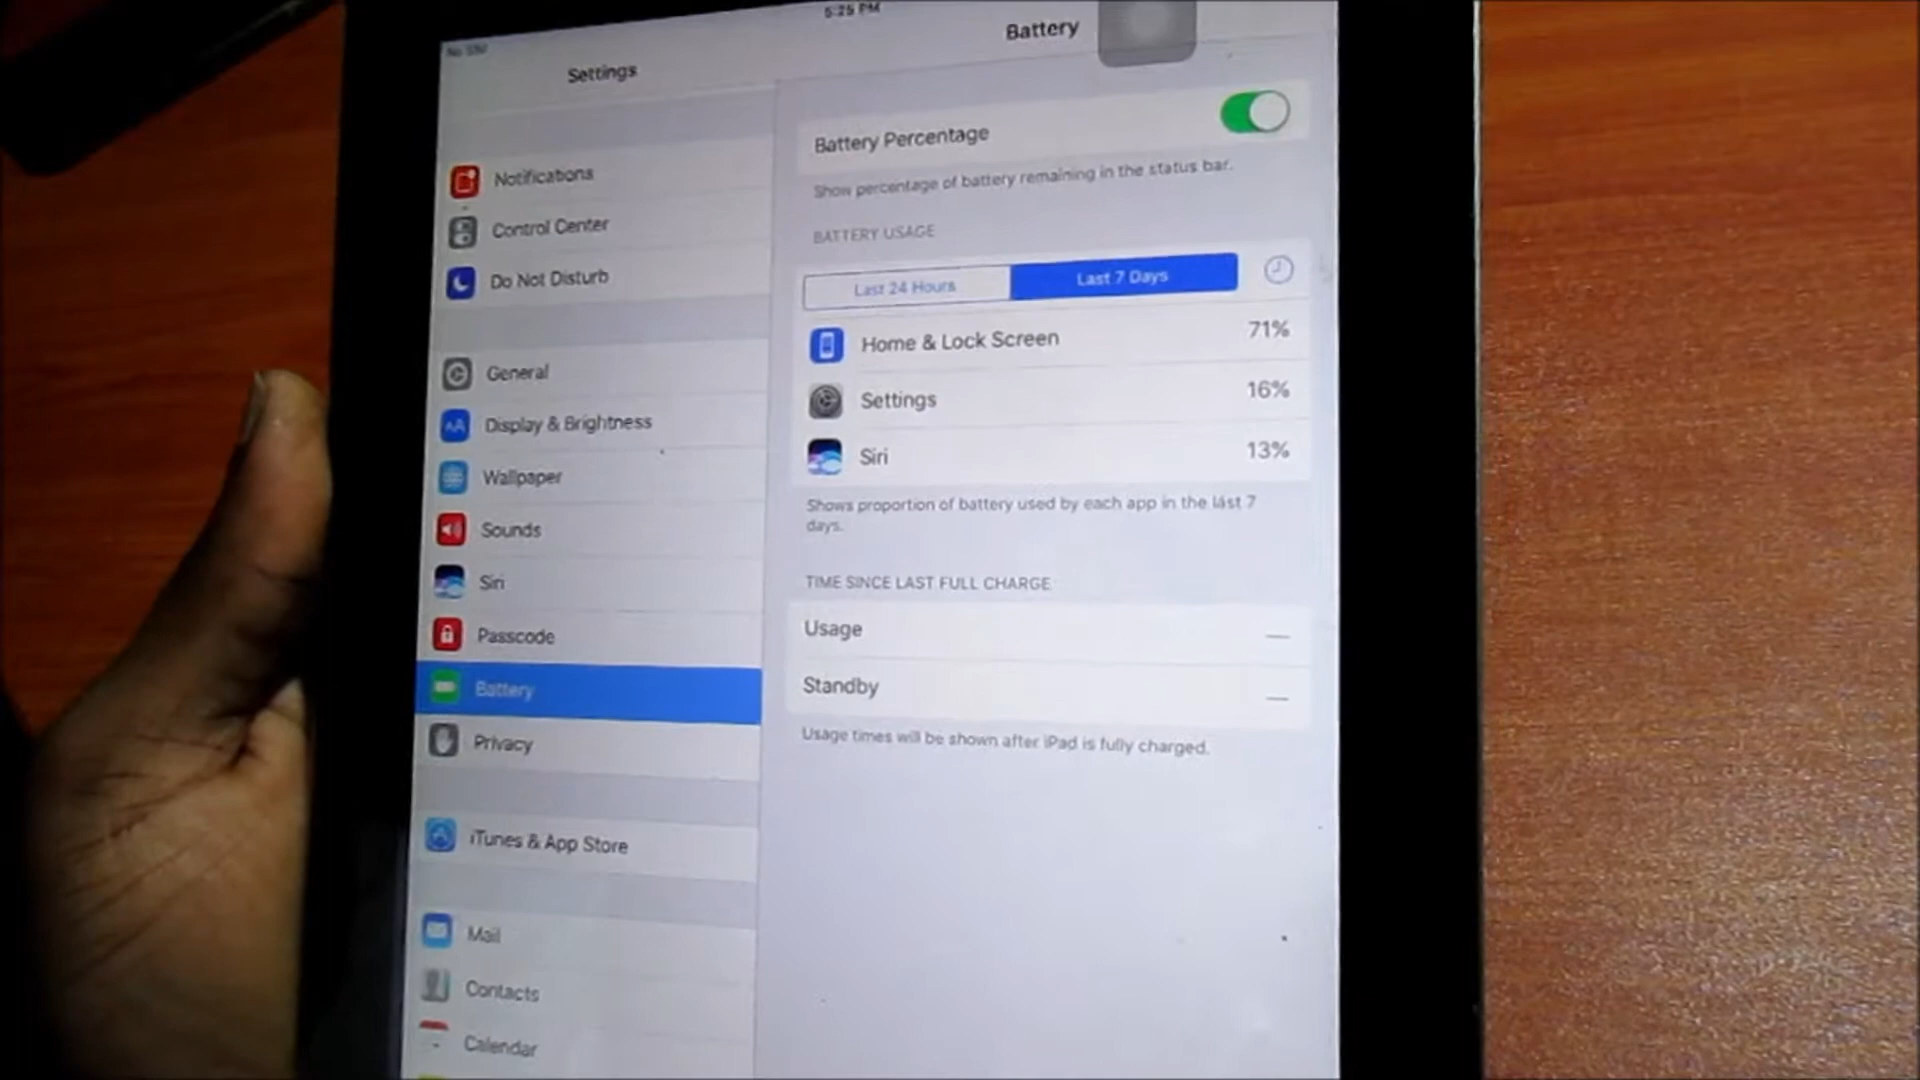 5:25 PM
No SIM
Settings
Battery
Notifications
Control Center
Do Not Disturb
General
Display & Brightness
Wallpaper
Sounds
Siri
Passcode
Battery
Privacy
iTunes & App Store
Mail
Contacts
Calendar
Battery Percentage
Show percentage of battery remaining in the status bar.
BATTERY USAGE
Last 24 Hours
Last 7 Days
Home & Lock Screen 71%
Settings 16%
Siri 13%
Shows proportion of battery used by each app in the last 7
days.
TIME SINCE LAST FULL CHARGE
Usage —
Standby —
Usage times will be shown after iPad is fully charged.